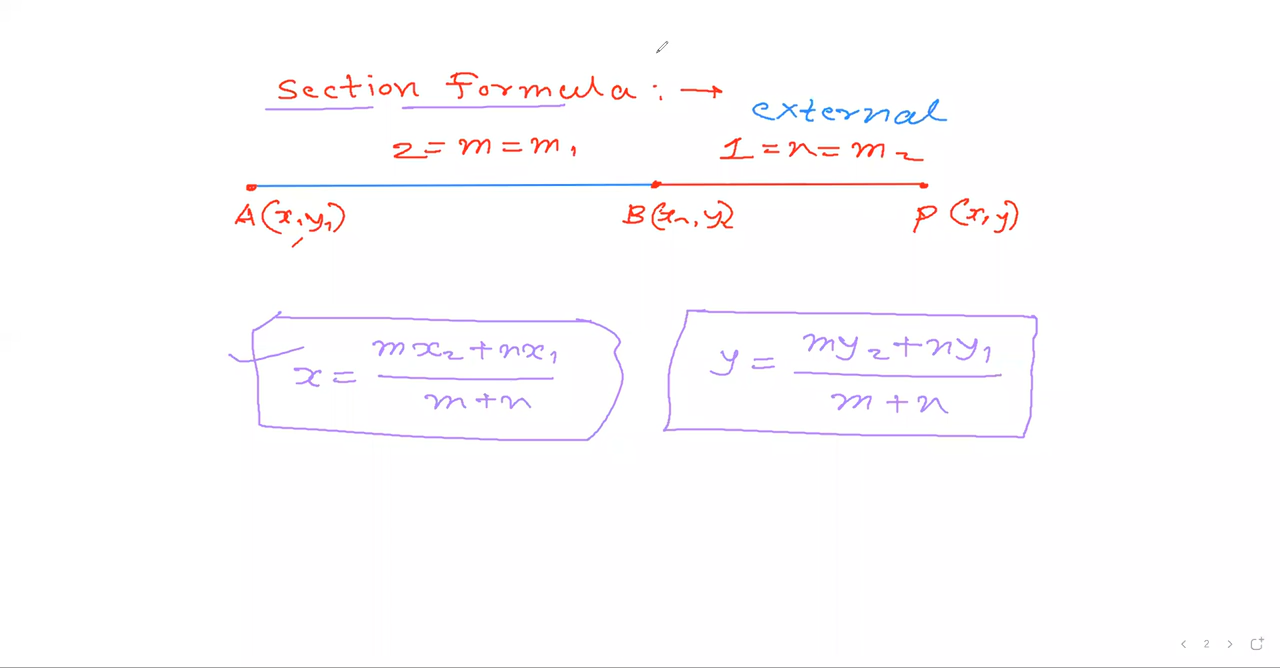 Section Formula : →
external
2 = m = m₁ 1 = n = m₂
A(x₁, y₁) B(x₂, y₂) P (x, y)
x = (mx₂ + nx₁)/(m + n) y = (my₂ + ny₁)/(m + n)
2